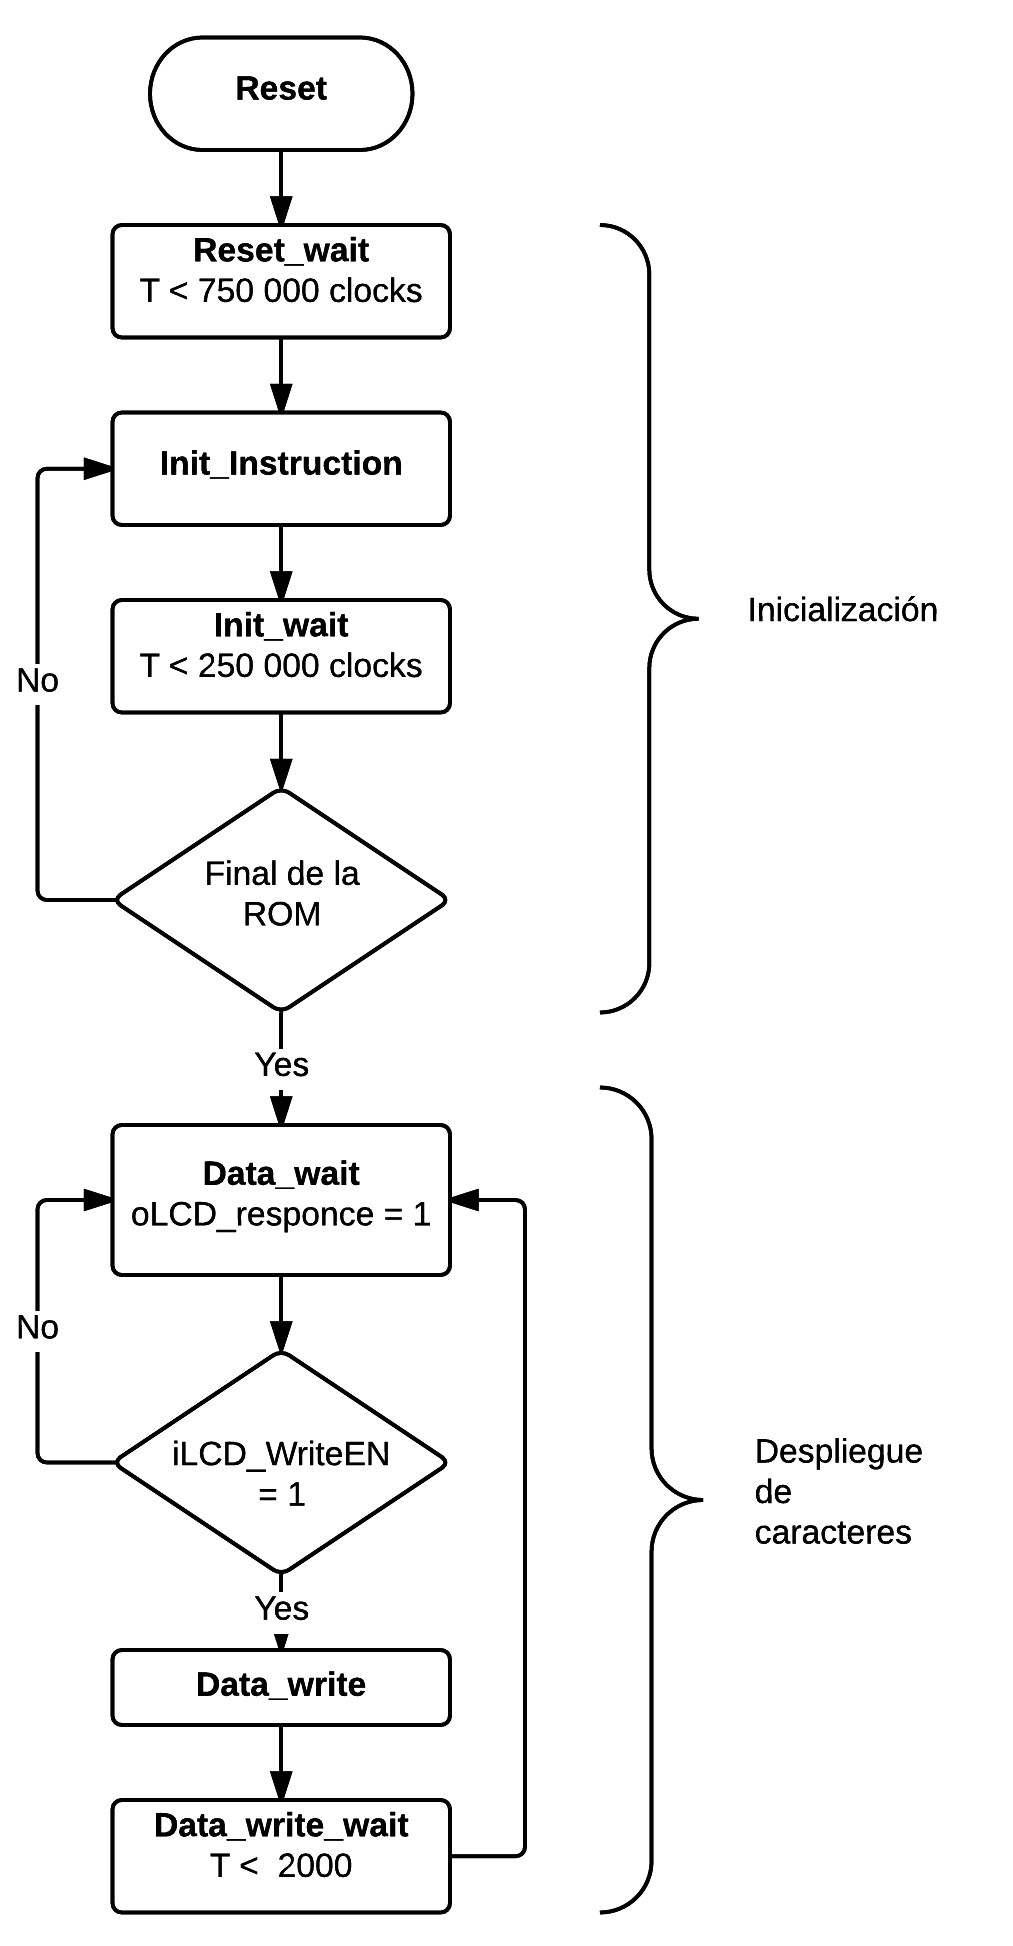 Reset
Reset_wait
T < 750 000 clocks
Init_Instruction
Init_wait
T < 250 000 clocks
Inicialización
No
Final de la
ROM
Yes
Data_wait
oLCD_responce = 1
No
iLCD_WriteEN
= 1
Despliegue
de
caracteres
Yes
Data_write
Data_write_wait
T <  2000